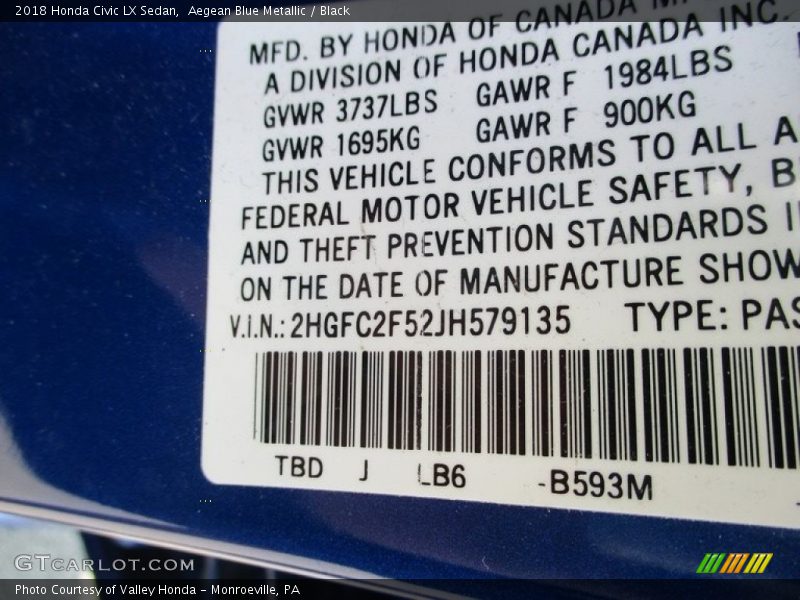 2018 Honda Civic LX Sedan, Aegean Blue Metallic / Black
MFD. BY HONDA OF CANADA
A DIVISION OF HONDA CANADA INC.
GVWR 3737LBS GAWR F 1984LBS
GVWR 1695KG GAWR F 900KG
THIS VEHICLE CONFORMS TO ALL A
FEDERAL MOTOR VEHICLE SAFETY, B
AND THEFT PREVENTION STANDARDS I
ON THE DATE OF MANUFACTURE SHOW
V.I.N.: 2HGFC2F52JH579135 TYPE: PAS
TBD J LB6 -B593M
GTCARLOT.COM
Photo Courtesy of Valley Honda - Monroeville, PA